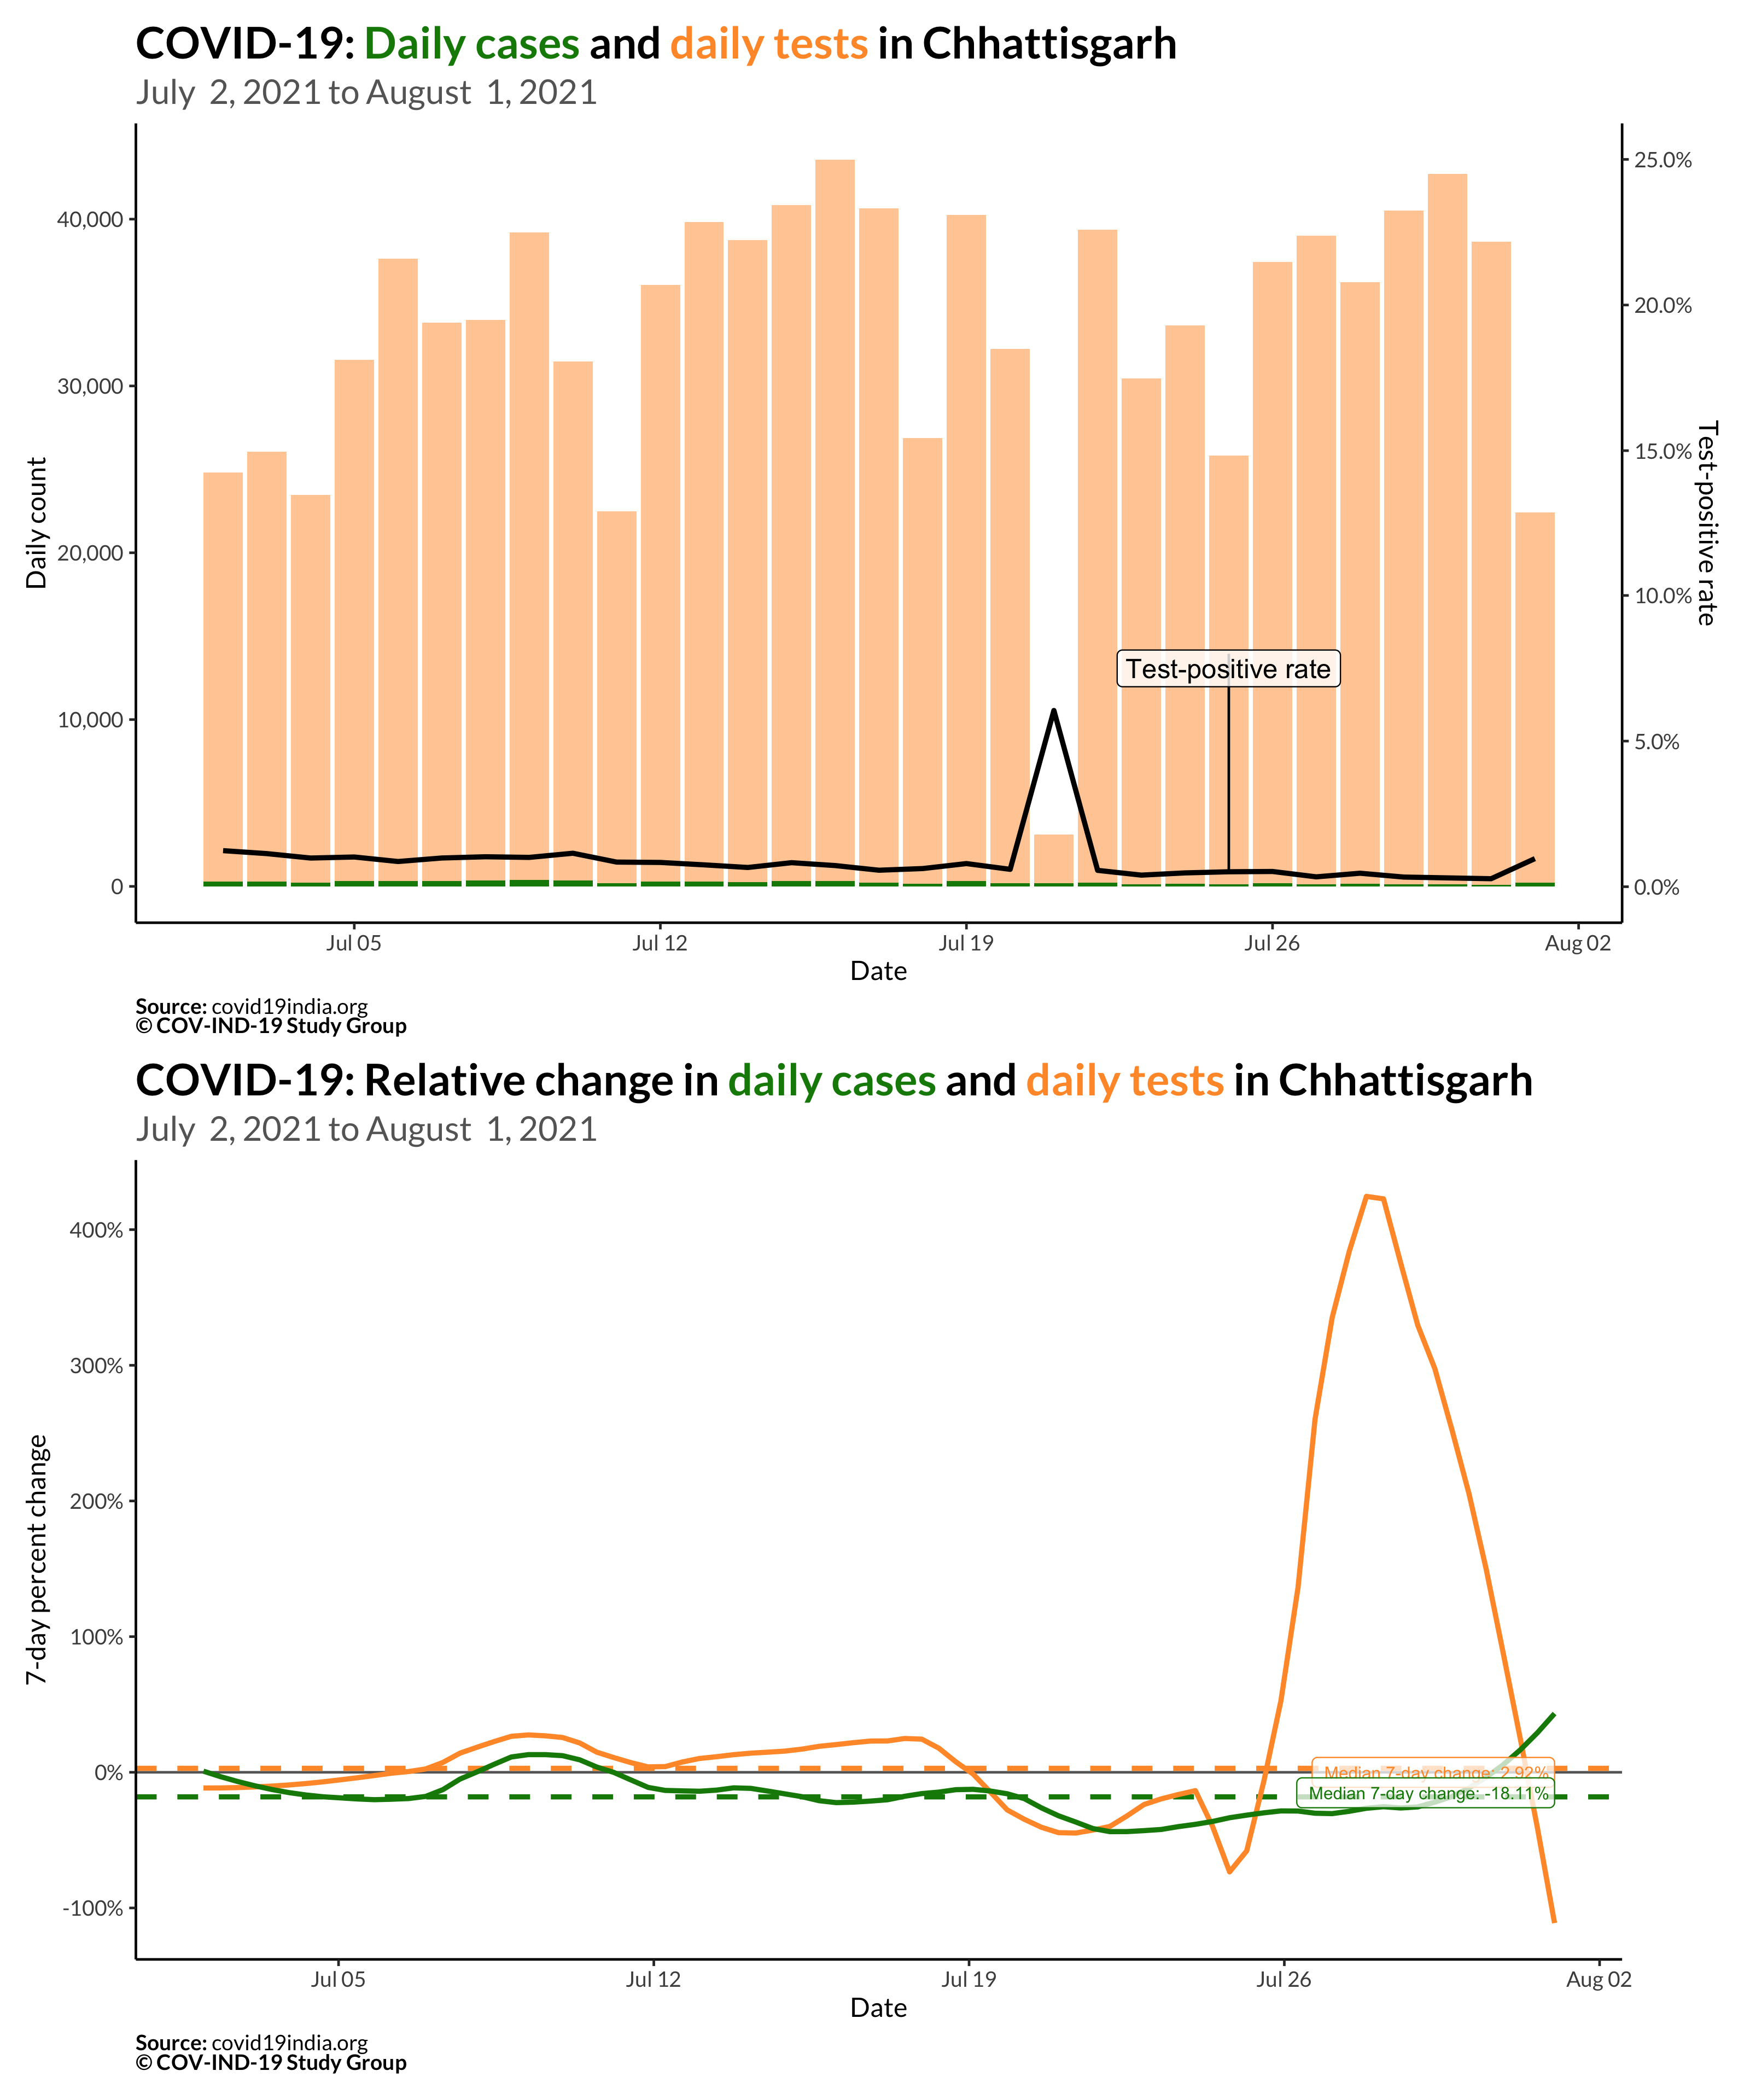 COVID-19: Daily cases and daily tests in Chhattisgarh
July 2, 2021 to August 1, 2021
Daily count
40,000
30,000
20,000
10,000
0
25.0%
20.0%
15.0%
10.0%
5.0%
0.0%
Test-positive rate
Test-positive rate
Jul 05
Jul 12
Jul 19
Jul 26
Aug 02
Date
Source: covid19india.org
© COV-IND-19 Study Group
COVID-19: Relative change in daily cases and daily tests in Chhattisgarh
July 2, 2021 to August 1, 2021
7-day percent change
400%
300%
200%
100%
0%
-100%
Median 7-day change: 2.92%
Median 7-day change: -18.11%
Jul 05
Jul 12
Jul 19
Jul 26
Aug 02
Date
Source: covid19india.org
© COV-IND-19 Study Group